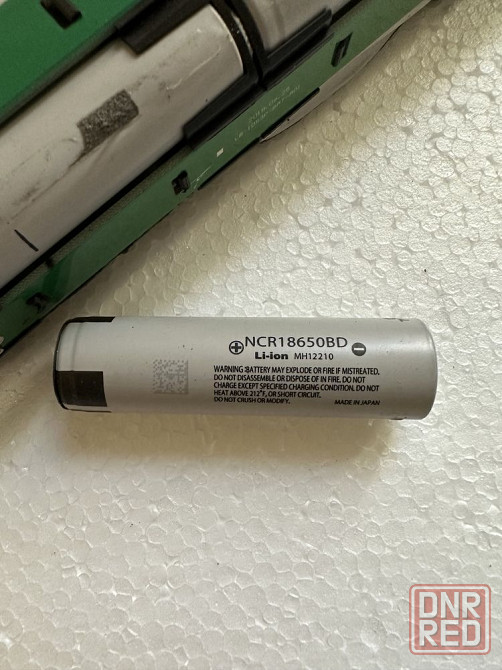 ⊕NCR18650BD⊖
Li-ion MH12210
WARNING :BATTERY MAY EXPLODE OR FIRE IF MISTREATED.
DO NOT DISASSEMBLE OR DISPOSE OF IN FIRE, DO NOT
CHARGE EXCEPT SPECIFIED CHARGING CONDITION, DO NOT
HEAT ABOVE 212°F, OR SHORT CIRCUIT.
DO NOT CRUSH OR MODIFY. MADE IN JAPAN
DNR
RED